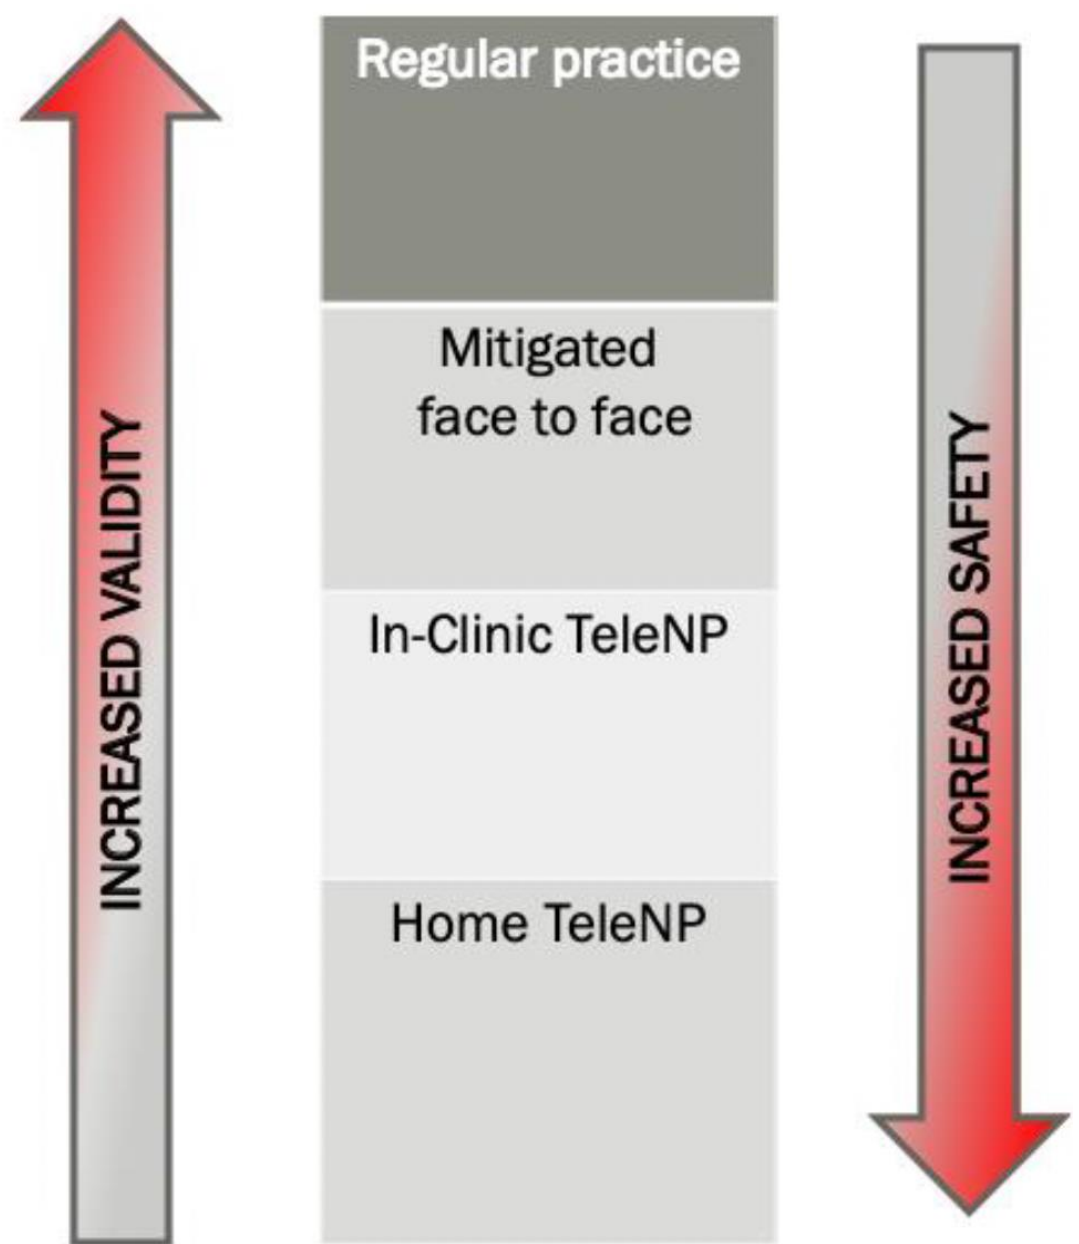 Regular practice
Mitigated
face to face
In-Clinic TeleNP
Home TeleNP
INCREASED VALIDITY
INCREASED SAFETY